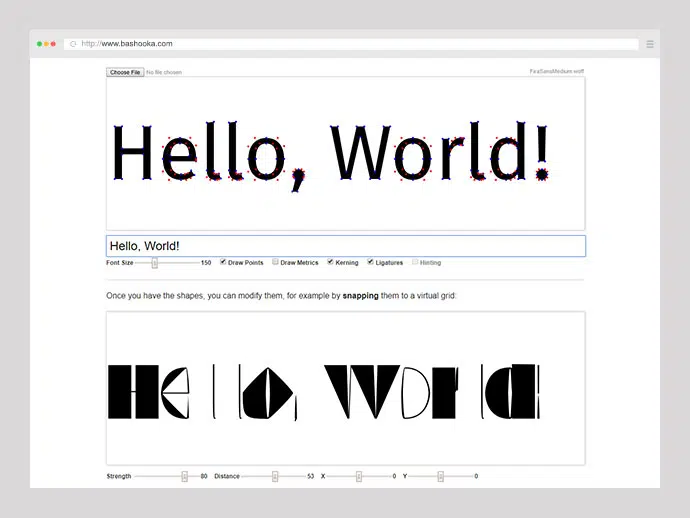 http://www.bashooka.com
Choose File No file chosen
FiraSansMedium.woff
Hello, World!
Hello, World!
Font Size 150 Draw Points Draw Metrics Kerning Ligatures Hinting
Once you have the shapes, you can modify them, for example by snapping them to a virtual grid:
Hello, World!
Strength 80 Distance 53 X 0 Y 0